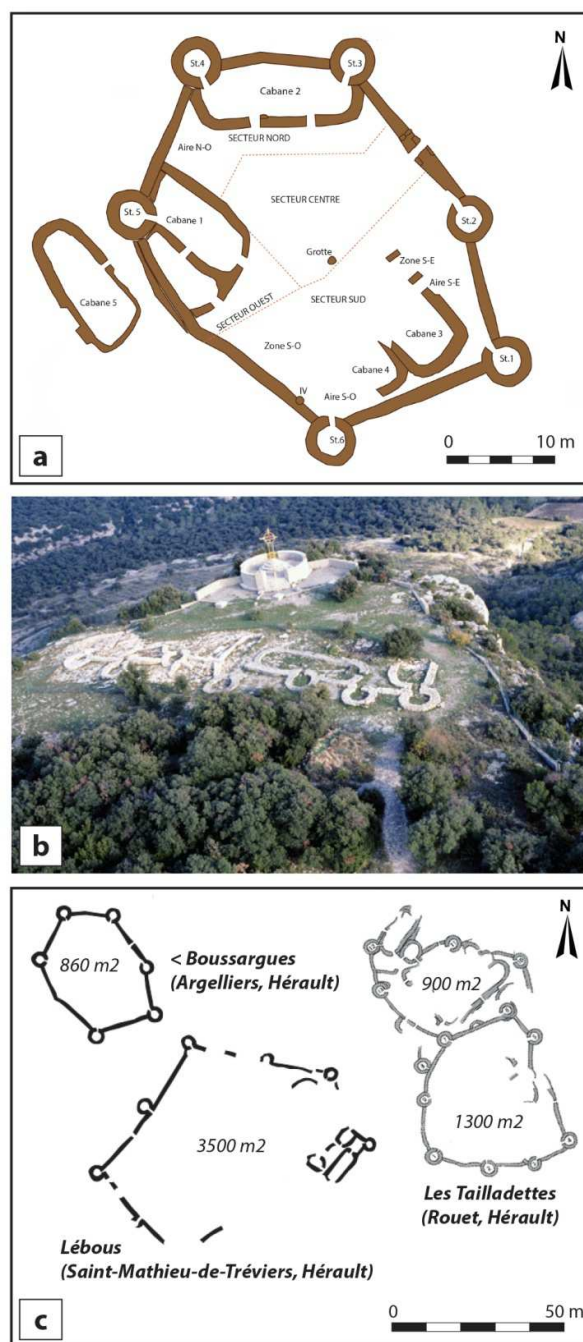 N
St.4
St.3
Cabane 2
SECTEUR NORD
Aire N-O
SECTEUR CENTRE
St. 5
Cabane 1
St.2
Grotte
Zone S-E
Aire S-E
Cabane 5
SECTEUR SUD
SECTEUR OUEST
Cabane 3
Zone S-O
St.1
Cabane 4
IV
Aire S-O
St.6
0 10 m
a
b
N
860 m2
< Boussargues
(Argelliers, Hérault)
900 m2
3500 m2
1300 m2
Les Tailladettes
(Rouet, Hérault)
Lébous
(Saint-Mathieu-de-Tréviers, Hérault)
0 50 m
c